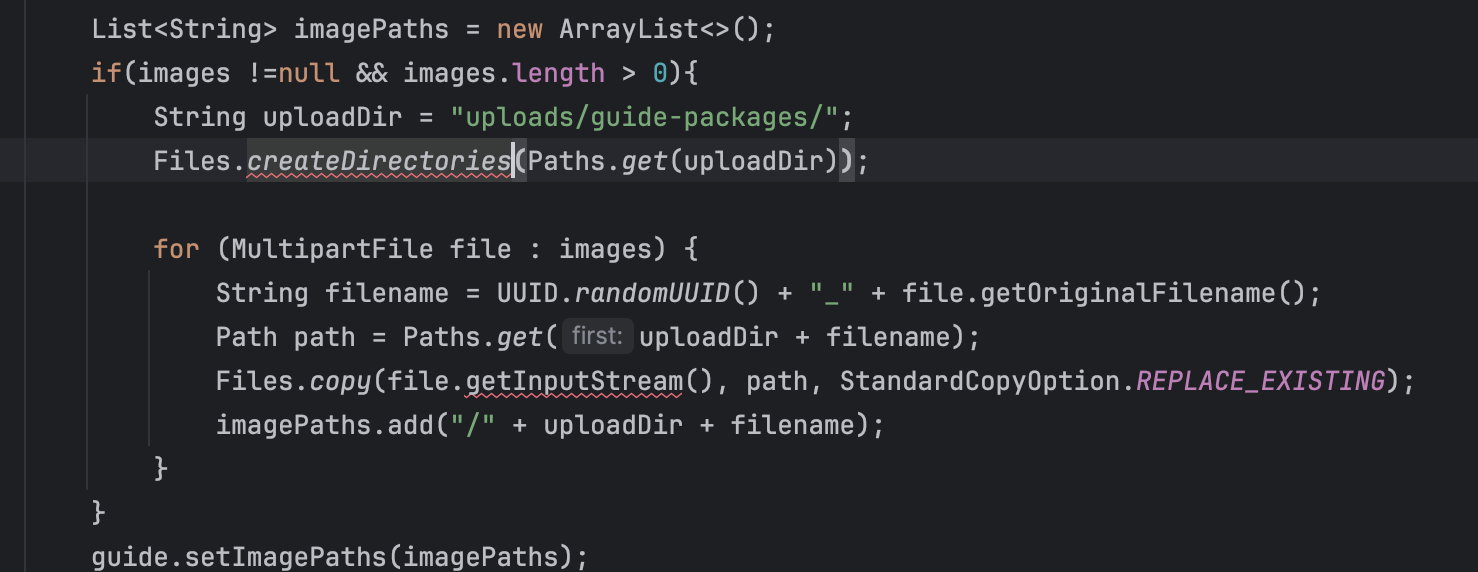 List<String> imagePaths = new ArrayList<>();
if(images !=null && images.length > 0){
String uploadDir = "uploads/guide-packages/";
Files.createDirectories(Paths.get(uploadDir));
for (MultipartFile file : images) {
String filename = UUID.randomUUID() + "_" + file.getOriginalFilename();
Path path = Paths.get( first: uploadDir + filename);
Files.copy(file.getInputStream(), path, StandardCopyOption.REPLACE_EXISTING);
imagePaths.add("/" + uploadDir + filename);
}
}
guide.setImagePaths(imagePaths);